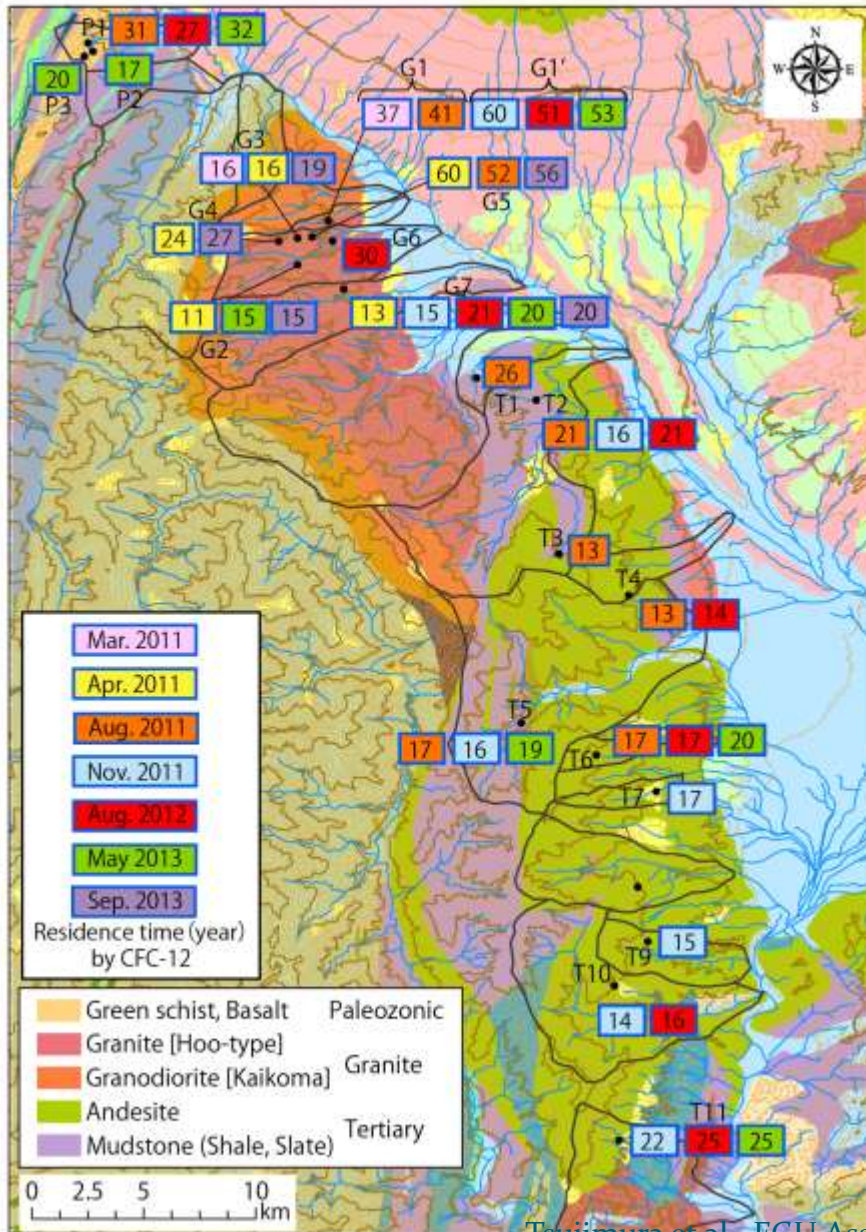 P1 31 27 32
N
W E
S
20 17
P3 P2
G1 G1'
37 41 60 51 53
G3
16 16 19 60 52 56
G5
G4
24 27 G6
30
G7
11 15 15 13 15 21 20 20
G2
26
T1 T2
21 16 21
T3
13
T4
13 14
T5
17 16 19 17 17 20
T6
T7 17
Mar. 2011
Apr. 2011
Aug. 2011
Nov. 2011
Aug. 2012
May 2013
Sep. 2013
Residence time (year)
by CFC-12
15
T9
T10
14 16
Green schist, Basalt Paleozonic
Granite [Hoo-type]
Granite
Granodiorite [Kaikoma]
Andesite
Tertiary
Mudstone (Shale, Slate)
T11
22 25 25
0 2.5 5 10
km
Tsujimura et al., EGU As